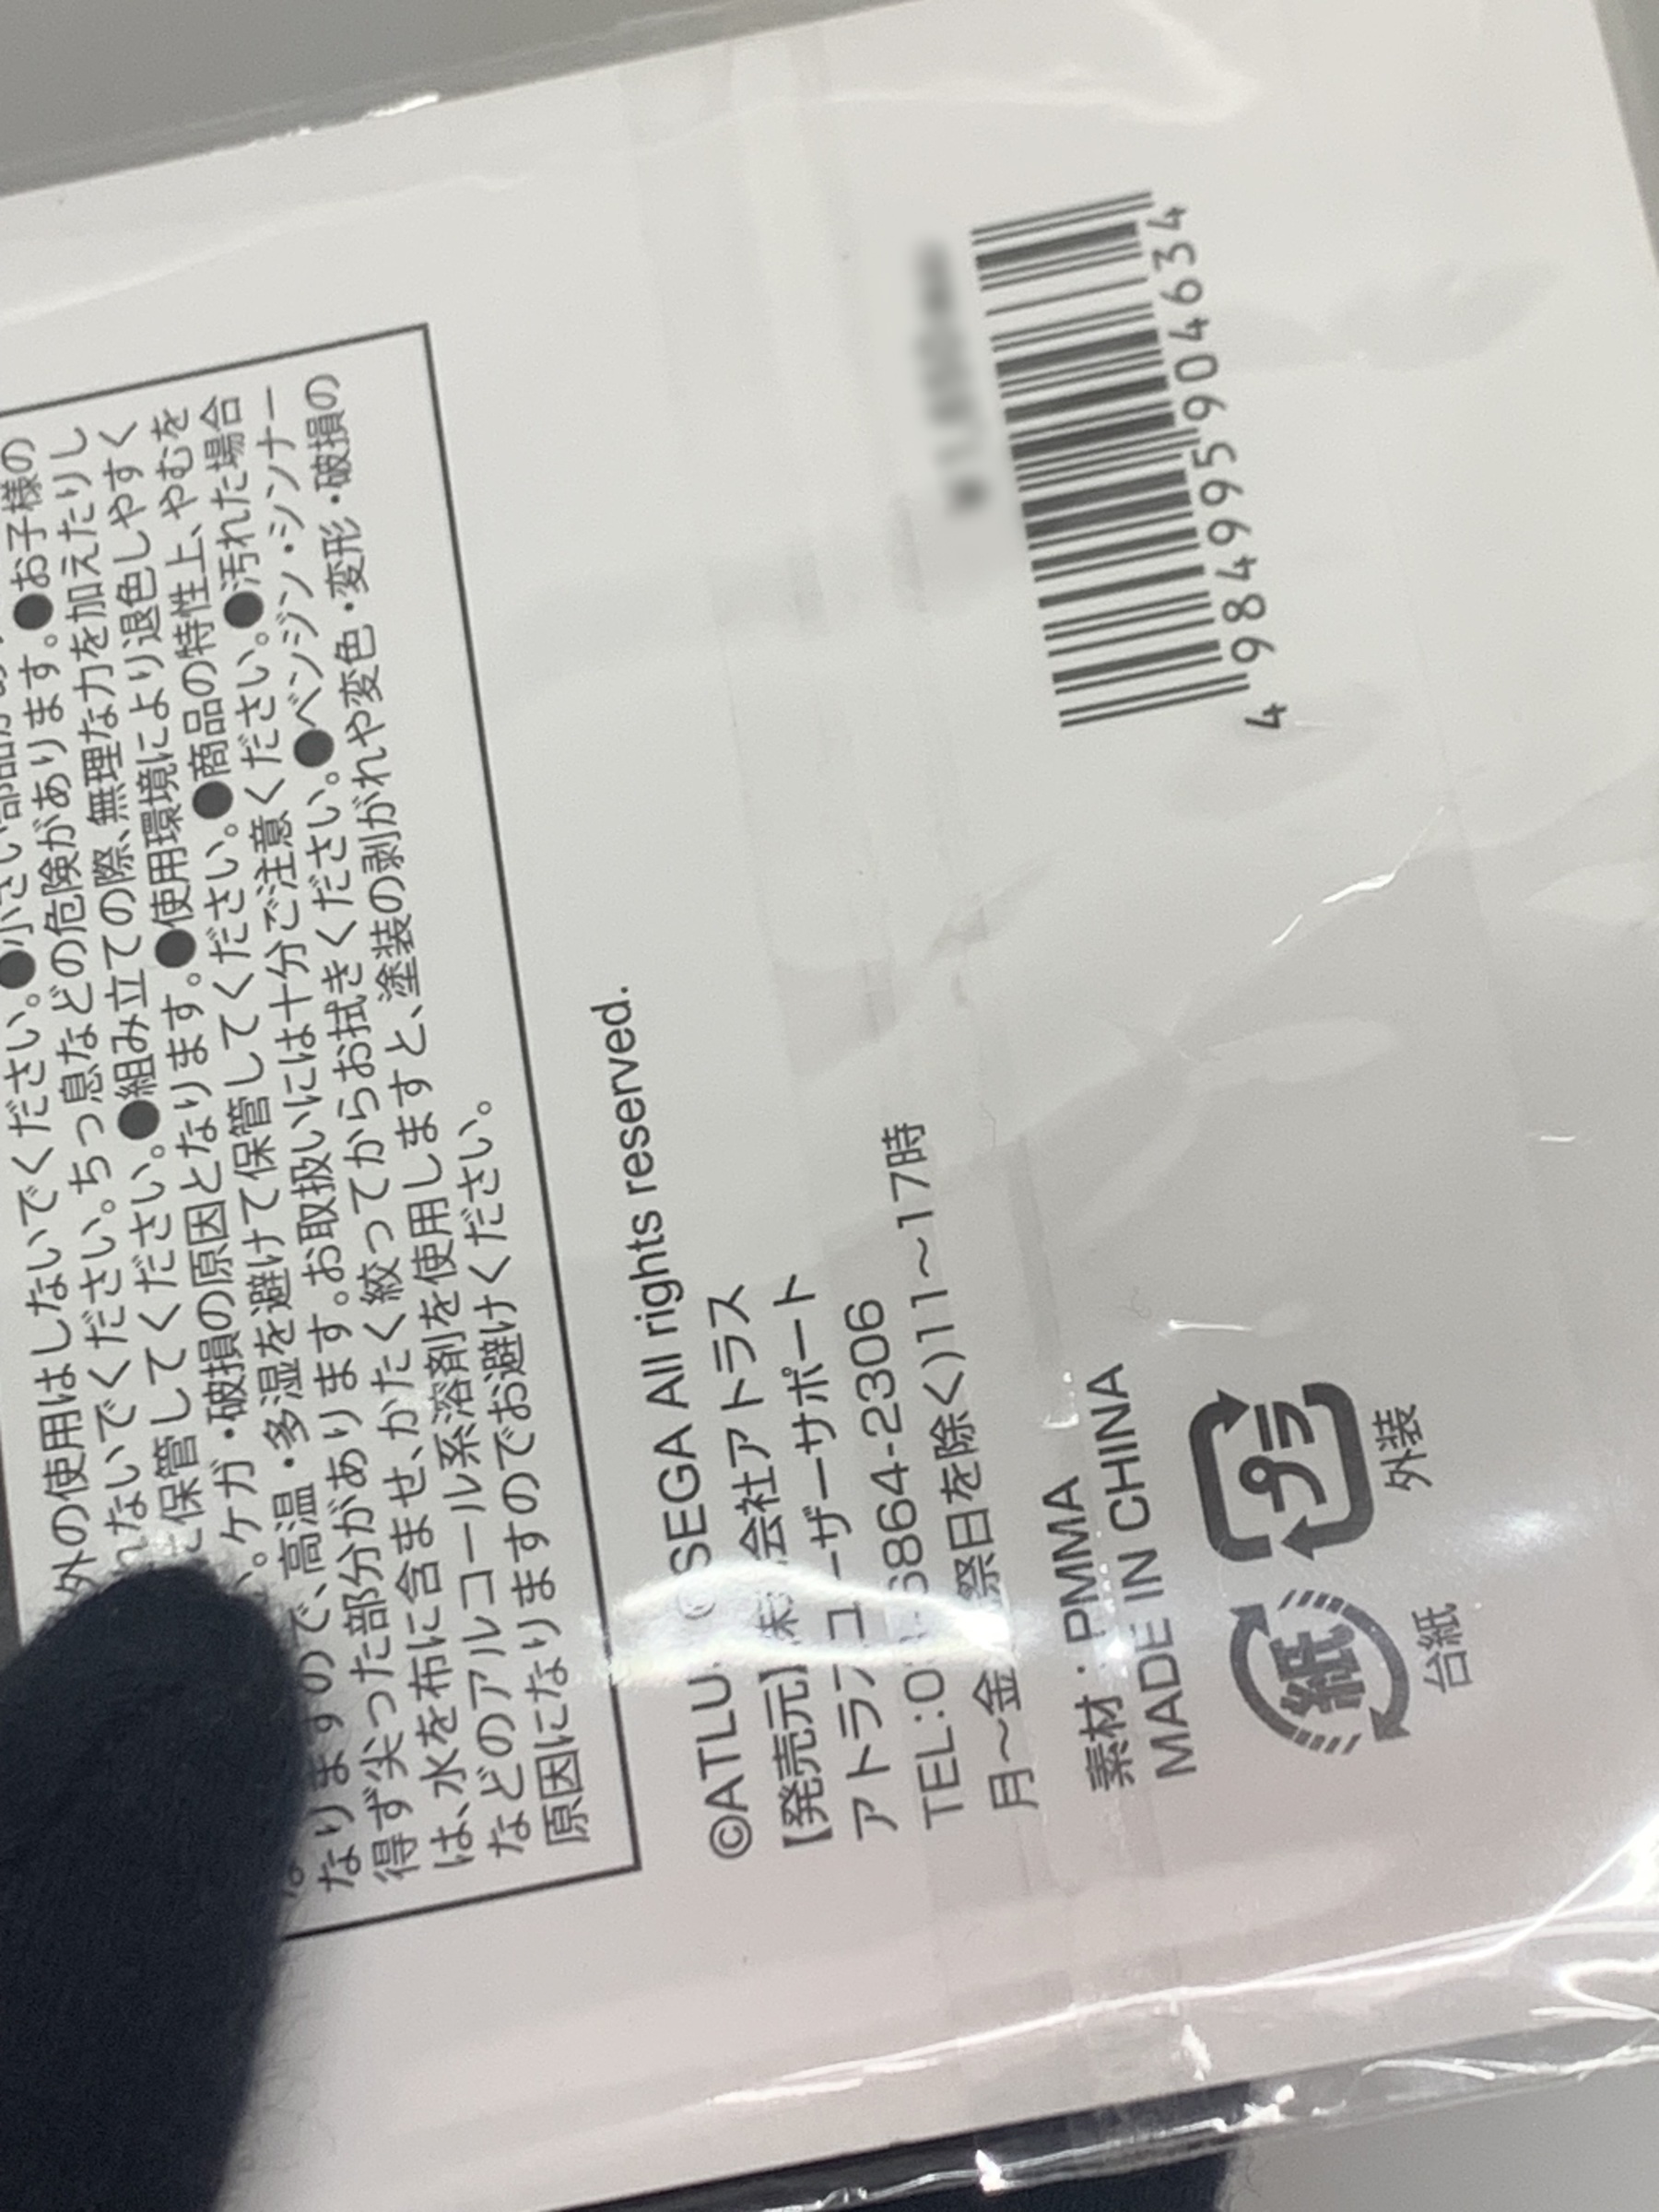 外の使用はしないでください。●小さい部品が
ないでください。ちっ息などの危険があります。●お子様の
保管してください。●組み立ての際、無理な力を加えたりし
。ケガ・破損の原因となります。●使用環境により退色しやすく
なりますので、高温・多湿を避けて保管してください。●商品の特性上、やむを
得ず尖った部分があります。お取扱いには十分ご注意ください。●汚れた場合
は、水を布に含ませ、かたく絞ってからお拭きください。●ベンジン・シンナー
などのアルコール系溶剤を使用しますと、塗装の剥がれや変色・変形・破損の
原因になりますのでお避けください。
©ATLU SEGA All rights reserved.
【発売元】株式会社アトラス
アトラスユーザーサポート
TEL:0 6864-2306
月〜金 祭日を除く)11〜17時
素材:PMMA
MADE IN CHINA
紙 プラ
台紙 外装
4 984995 904634